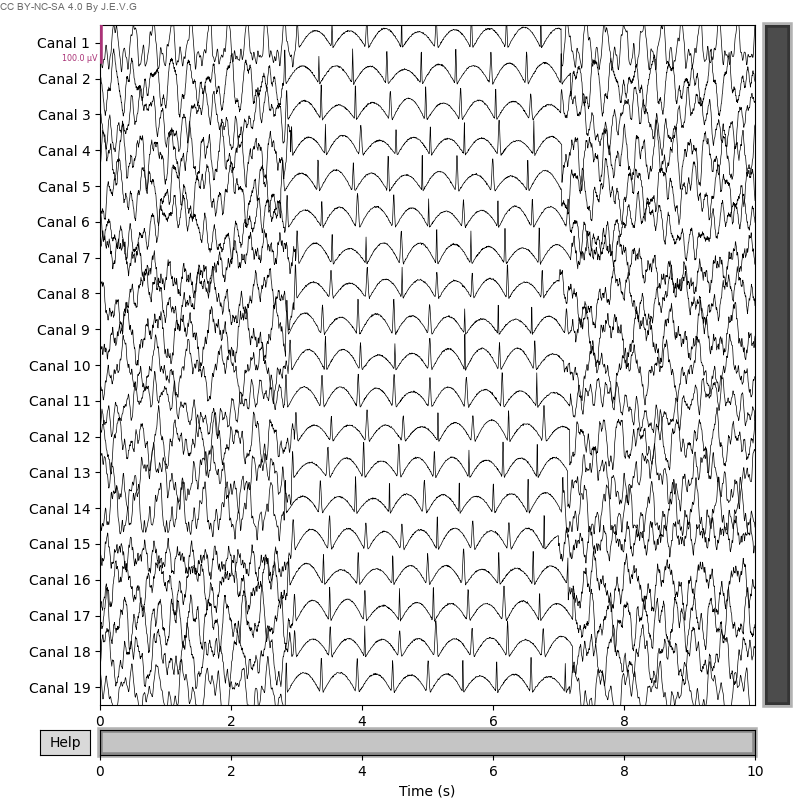 CC BY-NC-SA 4.0 By J.E.V.G
Canal 1
100.0 µV
Canal 2
Canal 3
Canal 4
Canal 5
Canal 6
Canal 7
Canal 8
Canal 9
Canal 10
Canal 11
Canal 12
Canal 13
Canal 14
Canal 15
Canal 16
Canal 17
Canal 18
Canal 19
0 2 4 6 8
Help
0 2 4 6 8 10
Time (s)